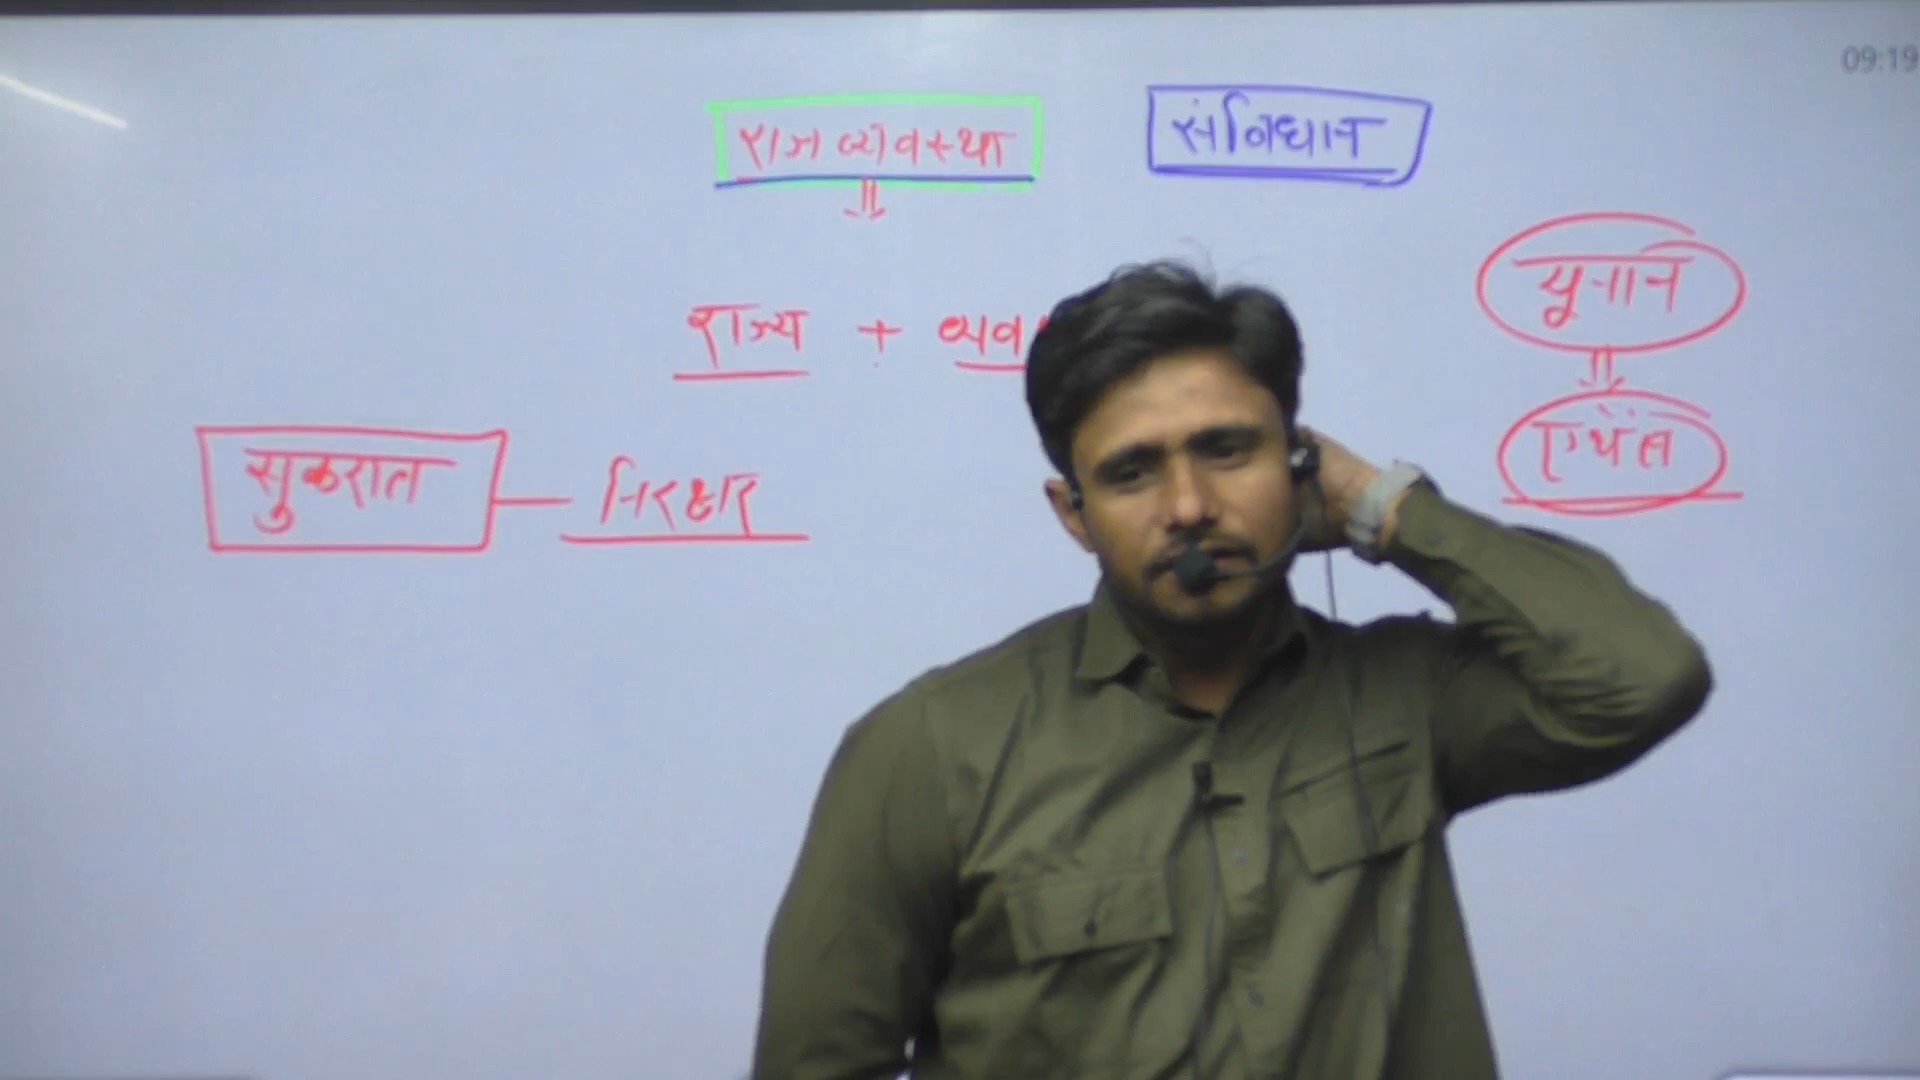 09:19
राजव्यवस्था
संविधान
राज्य + व्यव
यूनान
एथेंस
सुकरात — निरक्षर